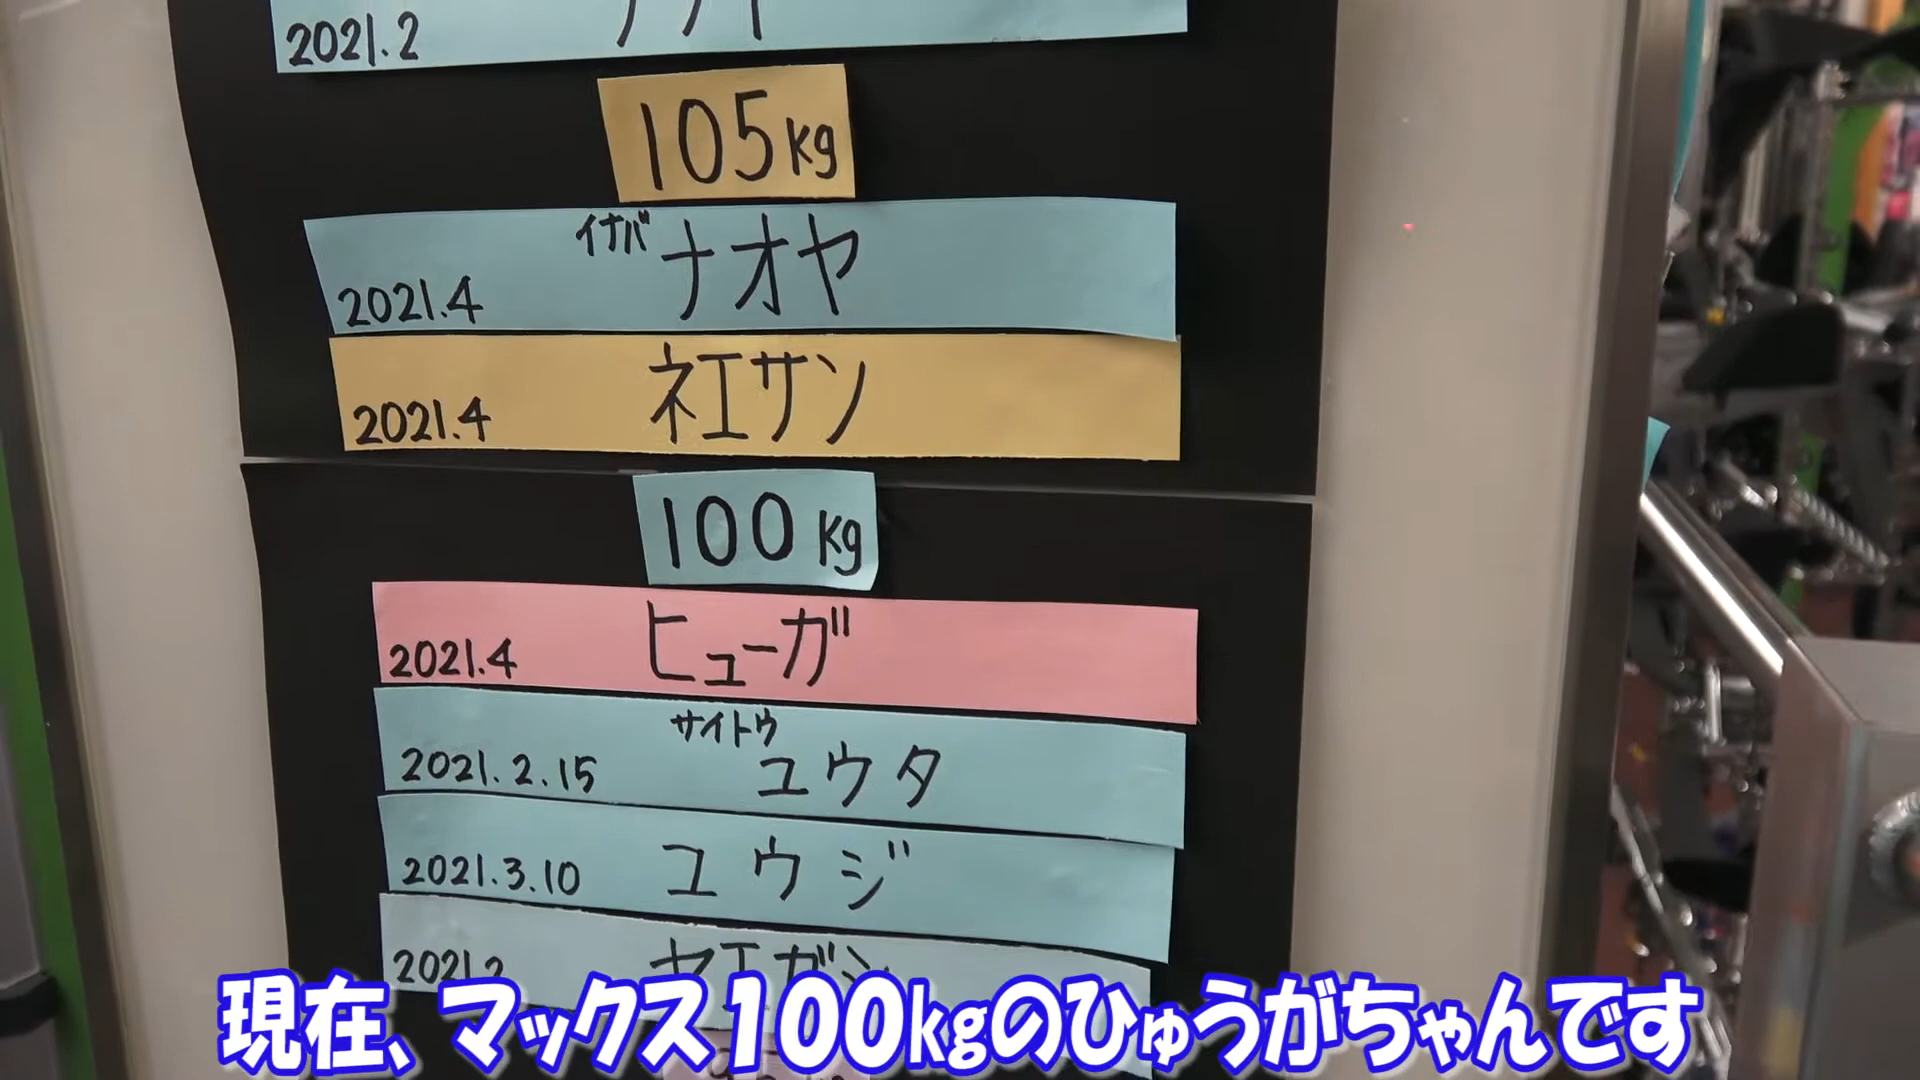 2021.2
105kg
イナバ
ナオヤ
2021.4
ネエサン
2021.4
100kg
ヒューガ
2021.4
サイトウ
2021.2.15 ユウタ
2021.3.10 ユウジ
2021.2
現在、マックス100kgのひゅうがちゃんです